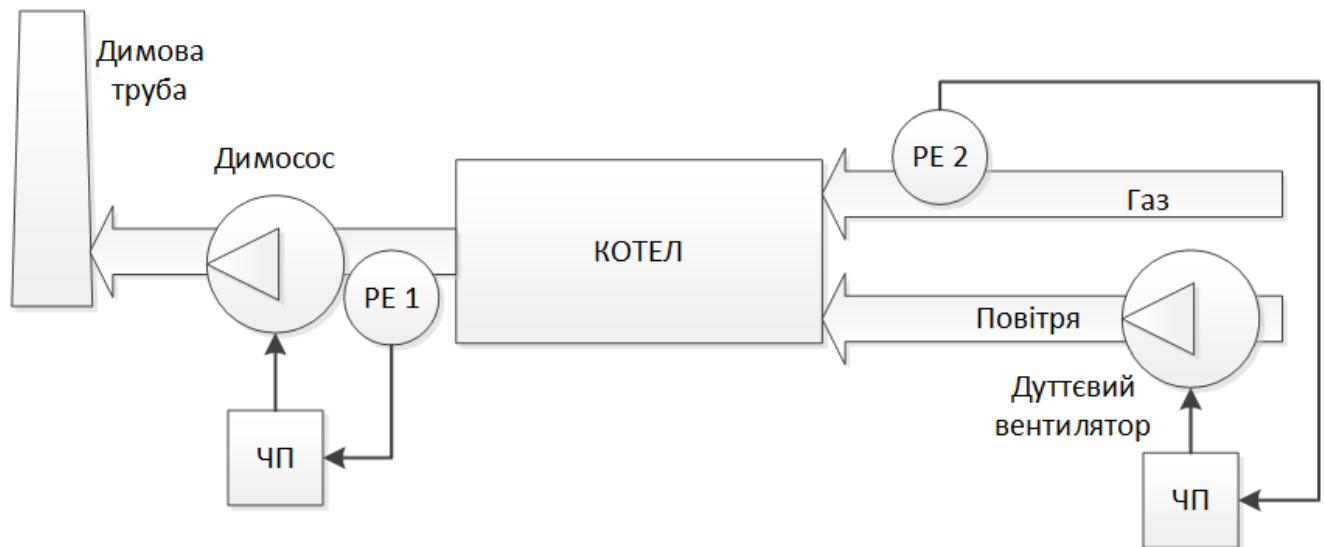 Димова
труба
Димосос
РЕ 1
ЧП
КОТЕЛ
РЕ 2
Газ
Повітря
Дуттєвий
вентилятор
ЧП